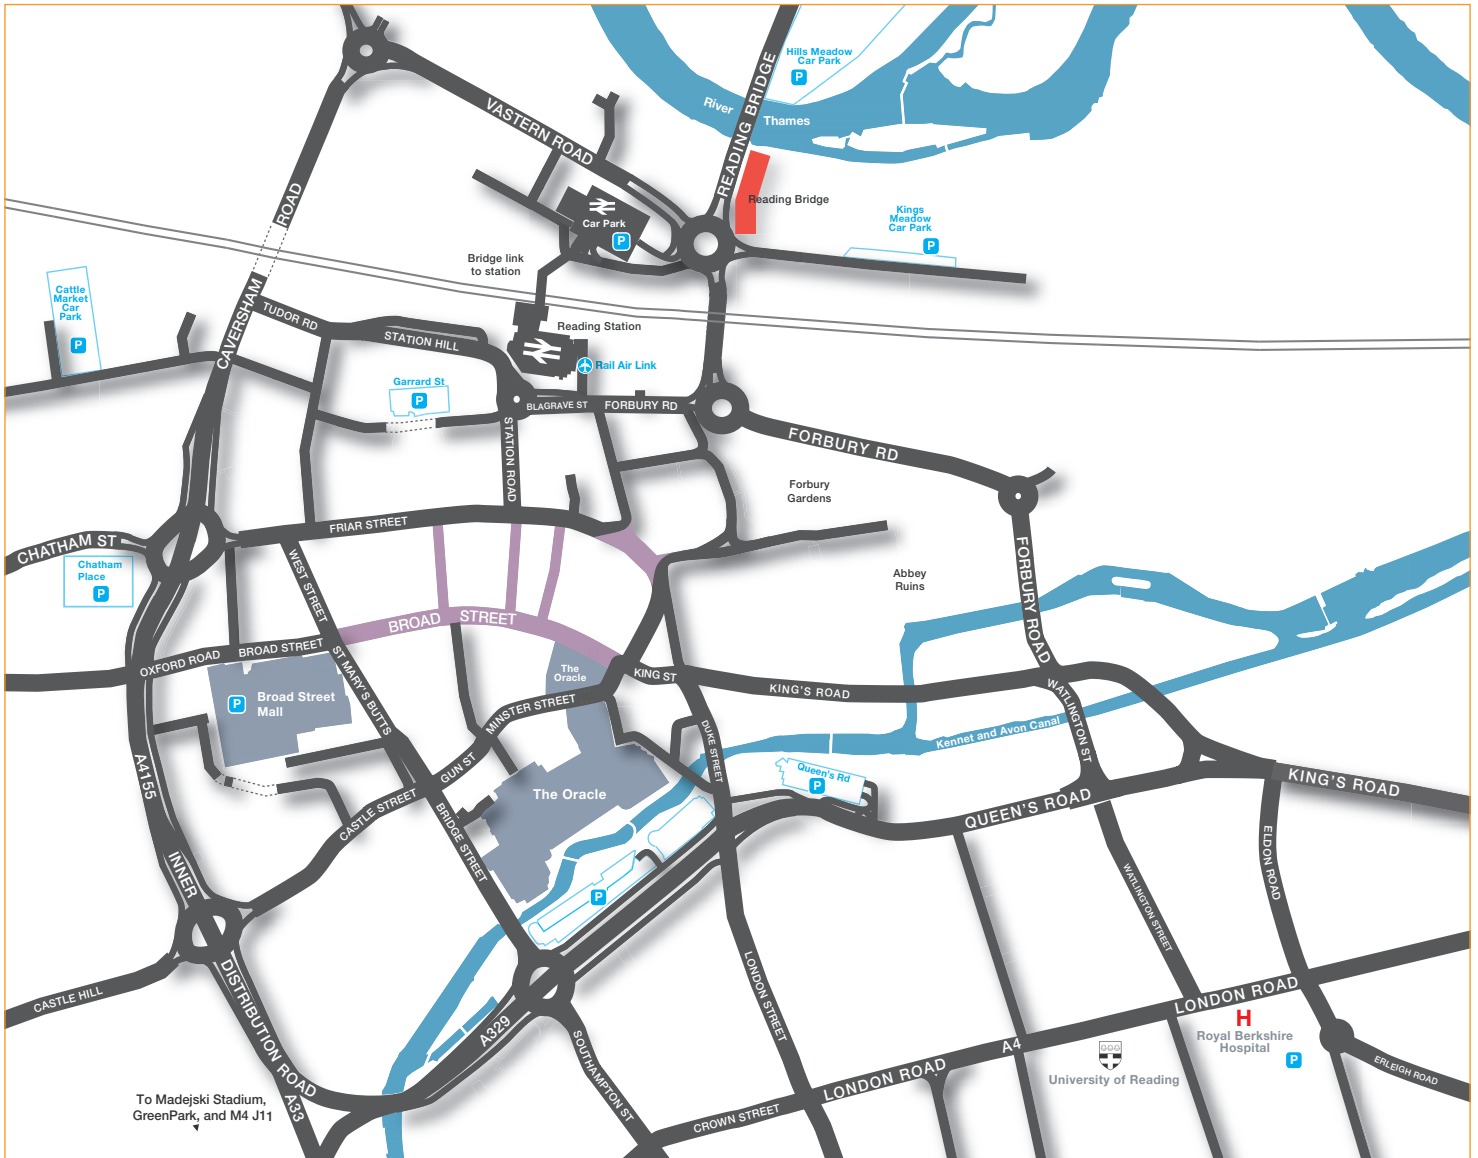 Hills Meadow
Car Park
P
READING BRIDGE
River
Thames
VASTERN ROAD
ROAD
Reading Bridge
Car Park
P
Kings
Meadow
Car Park
P
Bridge link
to station
Cattle
Market
Car
Park
P
CAVERSHAM
TUDOR RD
STATION HILL
Reading Station
Rail Air Link
Garrard St
P
BLAGRAVE ST
FORBURY RD
FORBURY RD
STATION ROAD
Forbury
Gardens
FRIAR STREET
CHATHAM ST
Chatham
Place
P
WEST STREET
Abbey
Ruins
FORBURY ROAD
BROAD STREET
OXFORD ROAD
BROAD STREET
ST MARY'S BUTTS
The
Oracle
KING ST
KING'S ROAD
WATLINGTON ST
P
Broad Street
Mall
MINSTER STREET
DUKE STREET
Kennet and Avon Canal
A4155
GUN ST
Queen's Rd
P
KING'S ROAD
The Oracle
QUEEN'S ROAD
CASTLE STREET
BRIDGE STREET
ELDON ROAD
INNER
P
WATLINGTON STREET
DISTRIBUTION ROAD
CASTLE HILL
LONDON STREET
LONDON ROAD
H
Royal Berkshire
Hospital
P
A329
SOUTHAMPTON ST
A4
ERLEIGH ROAD
University of Reading
LONDON ROAD
A33
To Madejski Stadium,
GreenPark, and M4 J11
CROWN STREET